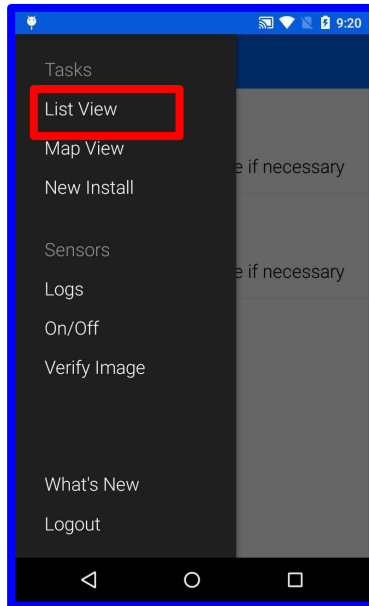 9:20
Tasks
List View
Map View
e if necessary
New Install
Sensors
e if necessary
Logs
On/Off
Verify Image
What's New
Logout